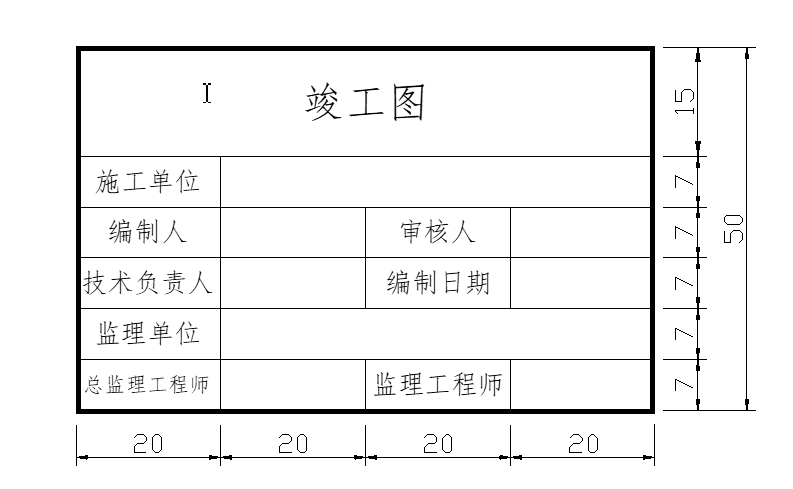 竣工图
15
施工单位
7
编制人 审核人
7
50
技术负责人 编制日期
7
监理单位
7
总监理工程师 监理工程师
7
20 20 20 20